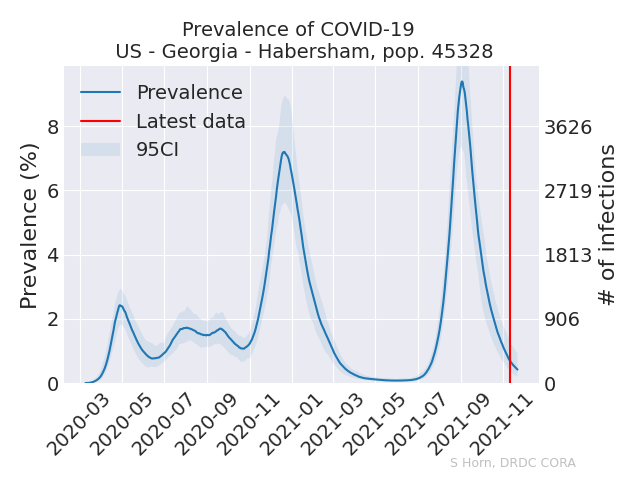 Prevalence of COVID-19
US - Georgia - Habersham, pop. 45328
Prevalence
Latest data
95CI
Prevalence (%)
8
6
4
2
0
3626
2719
1813
906
0
# of infections
2020-03
2020-05
2020-07
2020-09
2020-11
2021-01
2021-03
2021-05
2021-07
2021-09
2021-11
S Horn, DRDC CORA